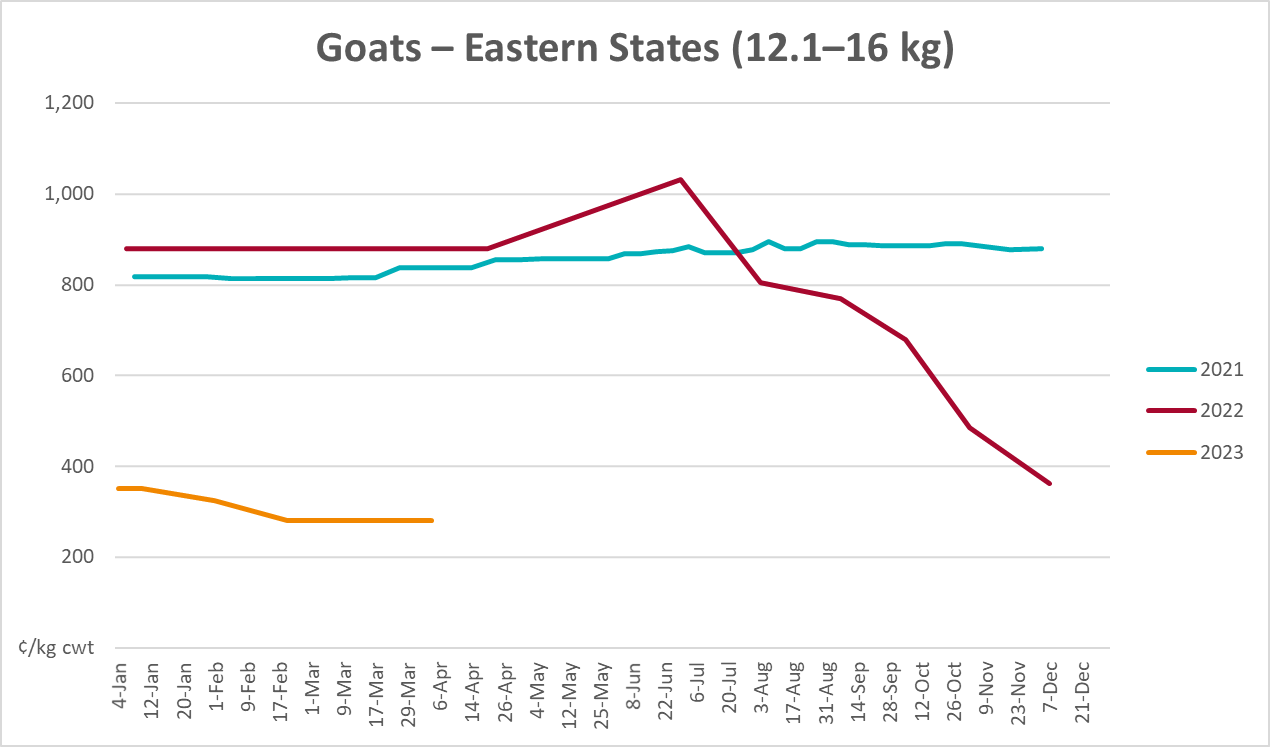 Goats – Eastern States (12.1–16 kg)
1,200
1,000
800
600
400
200
¢/kg cwt
4-Jan
12-Jan
20-Jan
1-Feb
9-Feb
17-Feb
1-Mar
9-Mar
17-Mar
29-Mar
6-Apr
14-Apr
26-Apr
4-May
12-May
25-May
8-Jun
22-Jun
6-Jul
20-Jul
3-Aug
17-Aug
31-Aug
14-Sep
28-Sep
12-Oct
26-Oct
9-Nov
23-Nov
7-Dec
21-Dec
2021
2022
2023